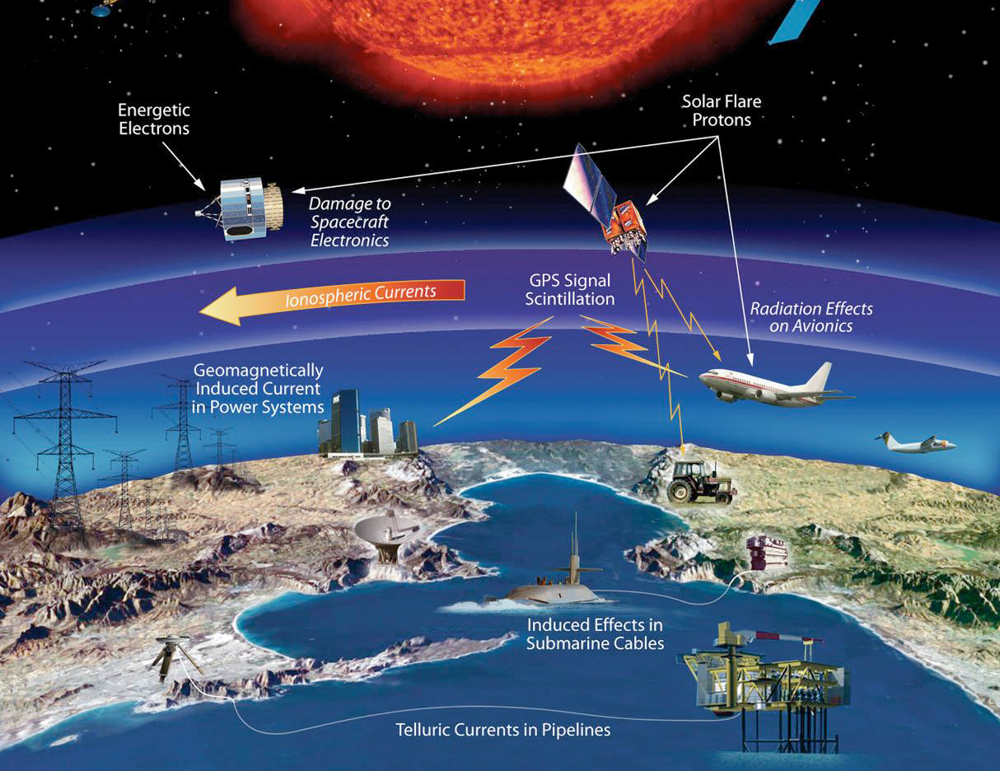 Energetic
Electrons
Solar Flare
Protons
Damage to
Spacecraft
Electronics
Ionospheric Currents
GPS Signal
Scintillation
Radiation Effects
on Avionics
Geomagnetically
Induced Current
in Power Systems
Induced Effects in
Submarine Cables
Telluric Currents in Pipelines